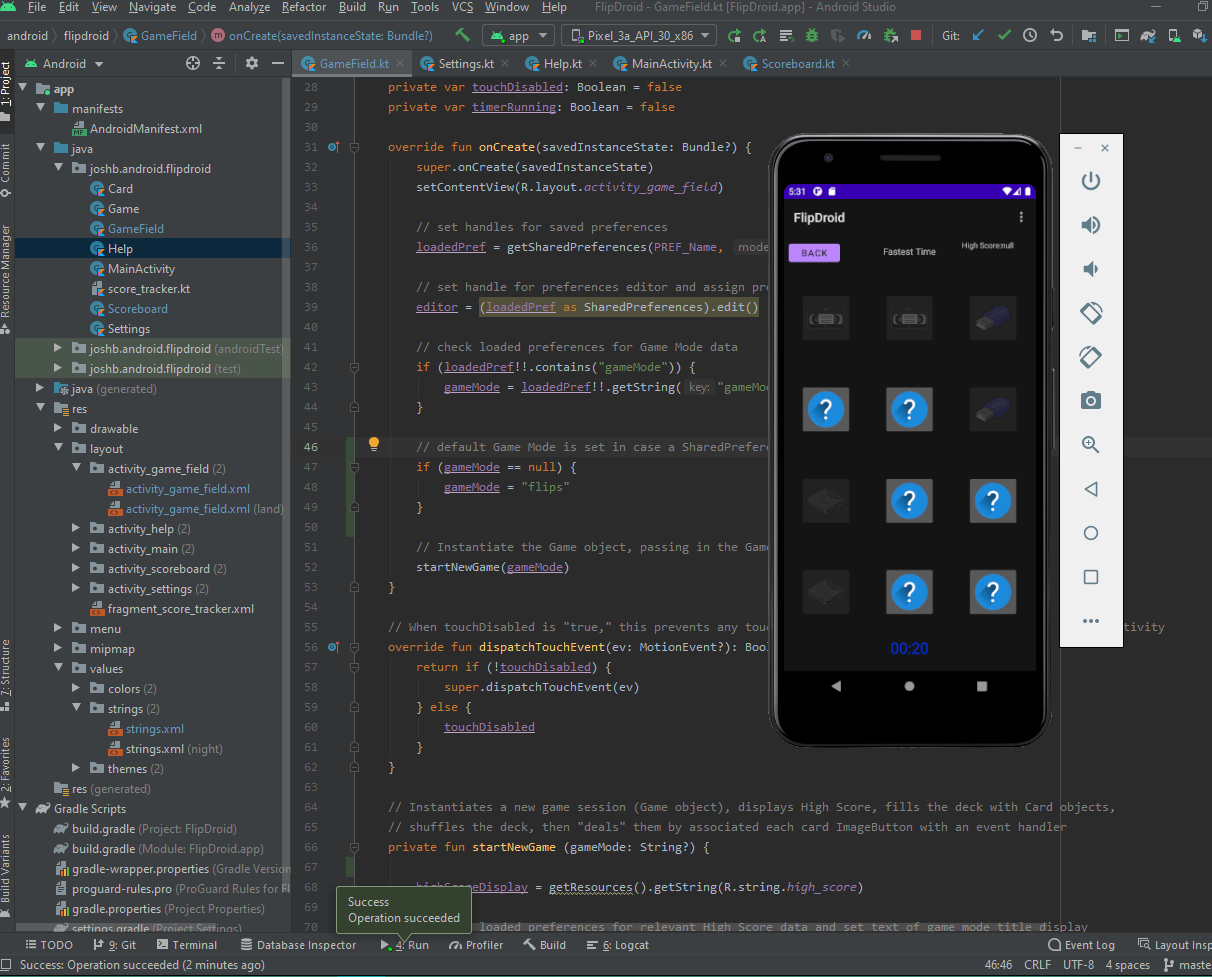 File Edit View Navigate Code Analyze Refactor Build Run Tools VCS Window Help FlipDroid - GameField.kt [FlipDroid.app] - Android Studio
android flipdroid GameField onCreate(savedInstanceState: Bundle?) app Pixel_3a_API_30_x86 Git:
Android GameField.kt Settings.kt Help.kt MainActivity.kt Scoreboard.kt
1: Project
Commit
Resource Manager
7: Structure
2: Favorites
Build Variants
app
manifests
AndroidManifest.xml
java
joshb.android.flipdroid
Card
Game
GameField
Help
MainActivity
score_tracker.kt
Scoreboard
Settings
joshb.android.flipdroid (androidTest)
joshb.android.flipdroid (test)
java (generated)
res
drawable
layout
activity_game_field (2)
activity_game_field.xml
activity_game_field.xml (land)
activity_help (2)
activity_main (2)
activity_scoreboard (2)
activity_settings (2)
fragment_score_tracker.xml
menu
mipmap
values
colors (2)
strings (2)
strings.xml
strings.xml (night)
themes (2)
res (generated)
Gradle Scripts
build.gradle (Project: FlipDroid)
build.gradle (Module: FlipDroid.app)
gradle-wrapper.properties (Gradle Version
proguard-rules.pro (ProGuard Rules for Fl
gradle.properties (Project Properties)
settings.gradle (Project Settings)
28 private var touchDisabled: Boolean = false
29 private var timerRunning: Boolean = false
30
31 override fun onCreate(savedInstanceState: Bundle?) {
32 super.onCreate(savedInstanceState)
33 setContentView(R.layout.activity_game_field)
34
35 // set handles for saved preferences
36 loadedPref = getSharedPreferences(PREF_Name, mode
37
38 // set handle for preferences editor and assign pr
39 editor = (loadedPref as SharedPreferences).edit()
40
41 // check loaded preferences for Game Mode data
42 if (loadedPref!!.contains("gameMode")) {
43 gameMode = loadedPref!!.getString( key: "gameMo
44 }
45
46 // default Game Mode is set in case a SharedPrefere
47 if (gameMode == null) {
48 gameMode = "flips"
49 }
50
51 // Instantiate the Game object, passing in the Gam
52 startNewGame(gameMode)
53 }
54
55 // When touchDisabled is "true," this prevents any tou tivity
56 override fun dispatchTouchEvent(ev: MotionEvent?): Bool
57 return if (!touchDisabled) {
58 super.dispatchTouchEvent(ev)
59 } else {
60 touchDisabled
61 }
62 }
63
64 // Instantiates a new game session (Game object), displays High Score, fills the deck with Card objects,
65 // shuffles the deck, then "deals" them by associated each card ImageButton with an event handler
66 private fun startNewGame (gameMode: String?) {
67
68 highScoreDisplay = getResources().getString(R.string.high_score)
69
loaded preferences for relevant High Score data and set text of game mode title display
5:31
FlipDroid
BACK Fastest Time High Score:null
?
?
?
?
?
?
00:20
Success
Operation succeeded
TODO 9: Git Terminal Database Inspector 4: Run Profiler Build 6: Logcat Event Log Layout Insp
Success: Operation succeeded (2 minutes ago) 46:46 CRLF UTF-8 4 spaces maste